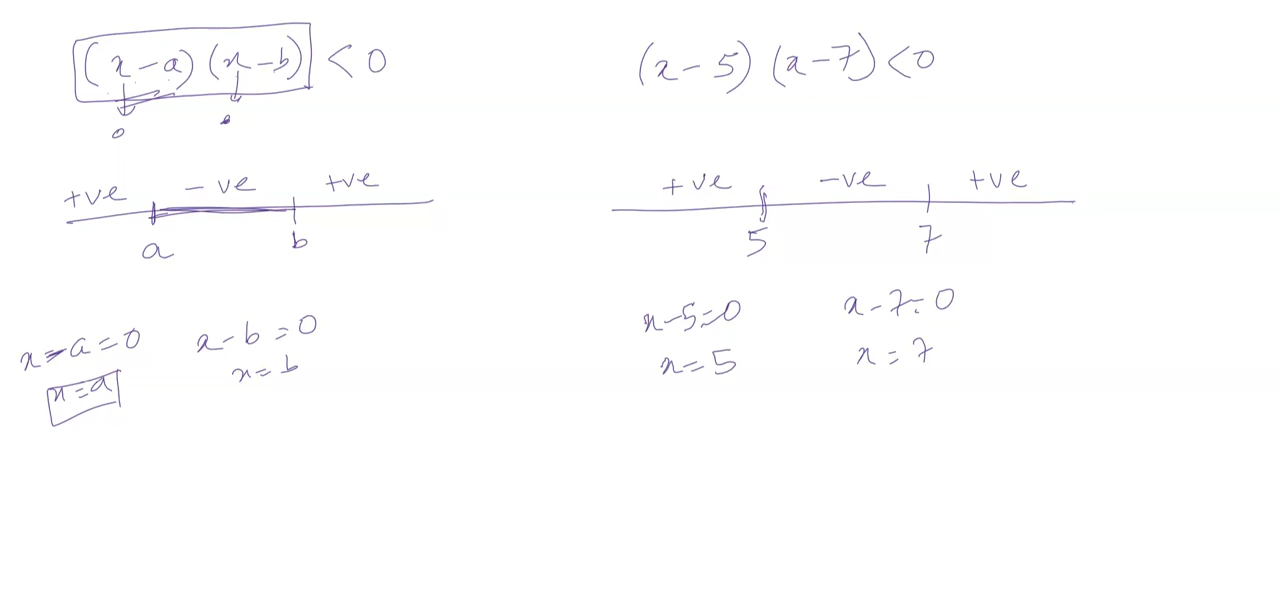 (x-a) (x-b) < 0
0
+ve -ve +ve
a b
x-a=0 x-b=0
x=a x=b
(x-5) (x-7) <0
+ve -ve +ve
5 7
x-5=0 x-7=0
x=5 x=7